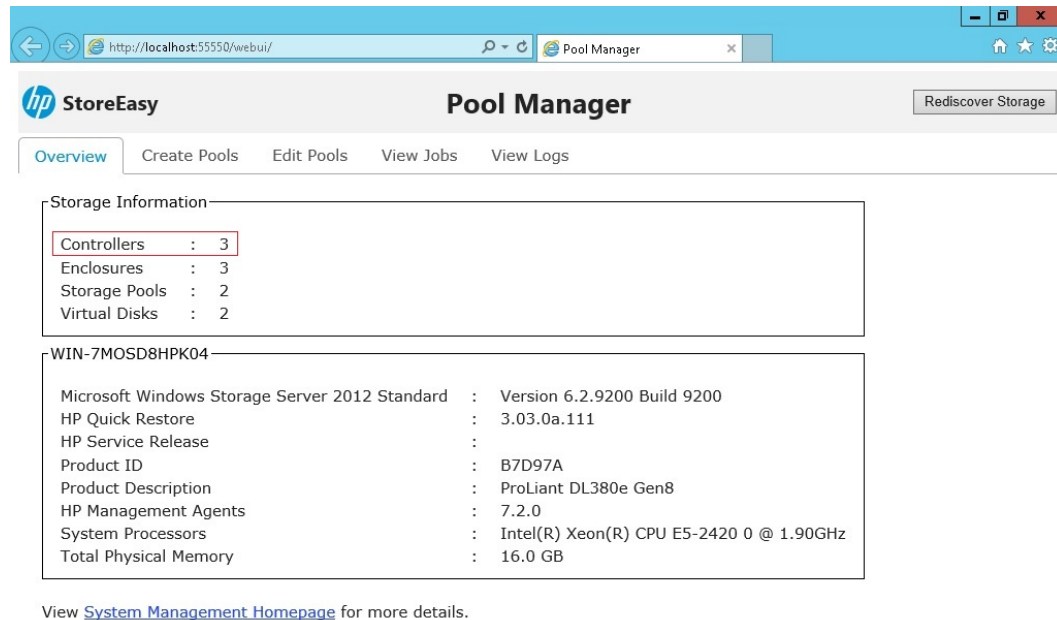 http://localhost:55550/webui/
Pool Manager
hp StoreEasy
Pool Manager
Rediscover Storage
Overview
Create Pools
Edit Pools
View Jobs
View Logs
Storage Information
Controllers : 3
Enclosures : 3
Storage Pools : 2
Virtual Disks : 2
WIN-7MOSD8HPK04
Microsoft Windows Storage Server 2012 Standard : Version 6.2.9200 Build 9200
HP Quick Restore : 3.03.0a.111
HP Service Release :
Product ID : B7D97A
Product Description : ProLiant DL380e Gen8
HP Management Agents : 7.2.0
System Processors : Intel(R) Xeon(R) CPU E5-2420 0 @ 1.90GHz
Total Physical Memory : 16.0 GB
View System Management Homepage for more details.